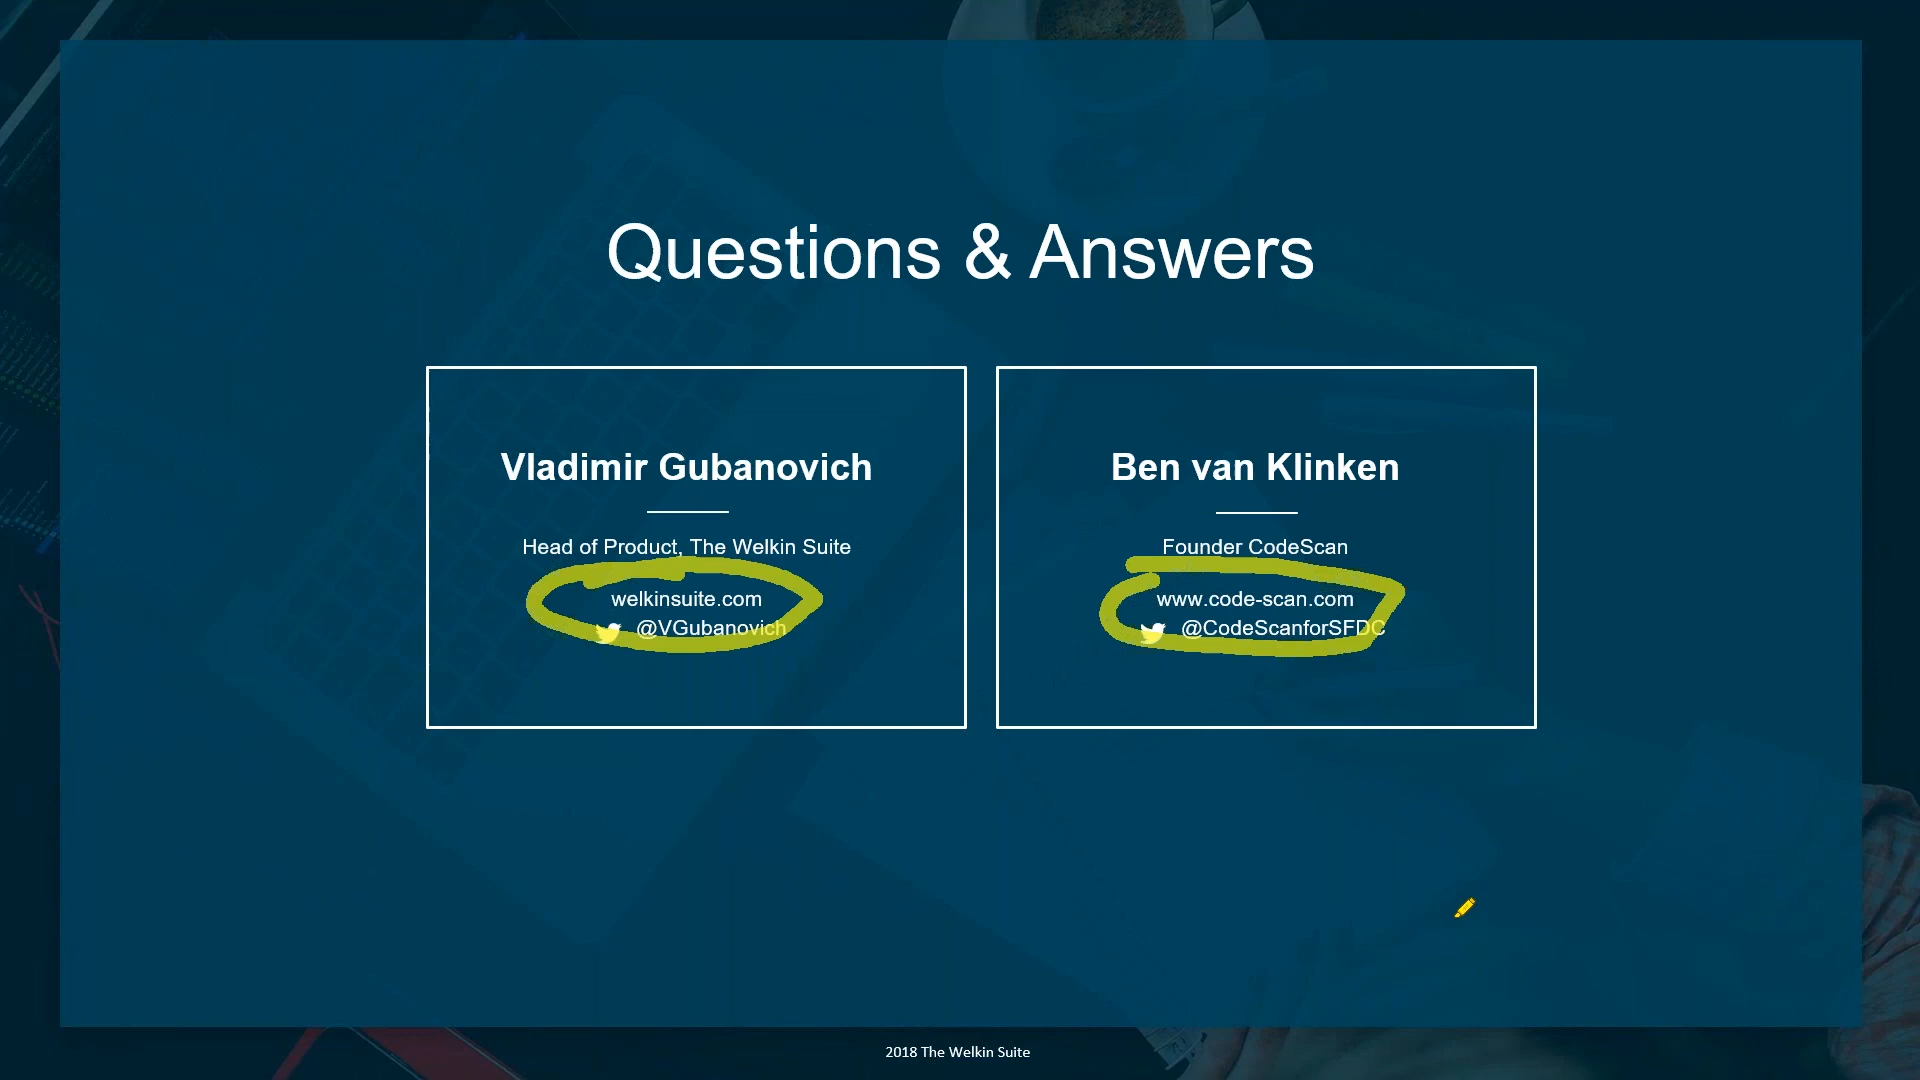 Questions & Answers
Vladimir Gubanovich
Head of Product, The Welkin Suite
welkinsuite.com
@VGubanovich
Ben van Klinken
Founder CodeScan
www.code-scan.com
@CodeScanforSFDC
2018 The Welkin Suite